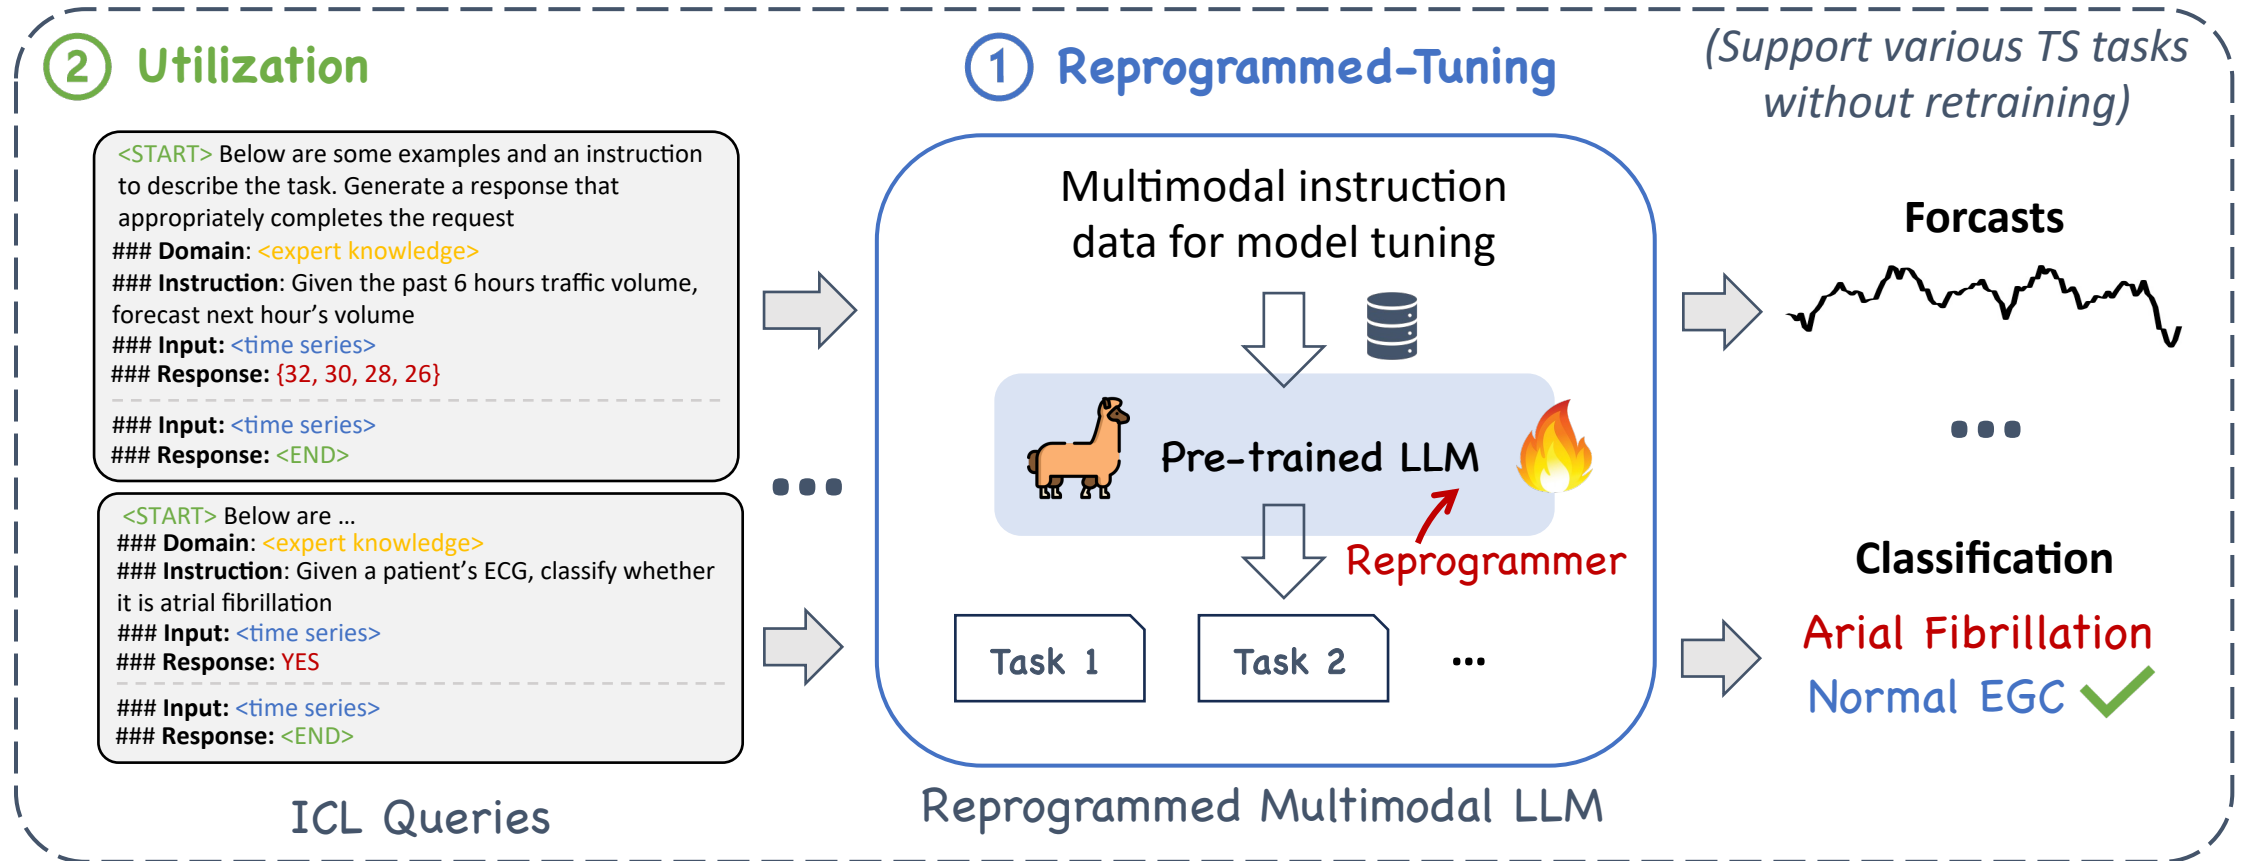 ② Utilization
<START> Below are some examples and an instruction
to describe the task. Generate a response that
appropriately completes the request
### Domain: <expert knowledge>
### Instruction: Given the past 6 hours traffic volume,
forecast next hour’s volume
### Input: <time series>
### Response: {32, 30, 28, 26}
### Input: <time series>
### Response: <END>
<START> Below are ...
### Domain: <expert knowledge>
### Instruction: Given a patient’s ECG, classify whether
it is atrial fibrillation
### Input: <time series>
### Response: YES
### Input: <time series>
### Response: <END>
ICL Queries
...
① Reprogrammed-Tuning
Multimodal instruction
data for model tuning
Pre-trained LLM
Reprogrammer
Task 1
Task 2
...
Reprogrammed Multimodal LLM
(Support various TS tasks
without retraining)
Forcasts
...
Classification
Arial Fibrillation
Normal EGC